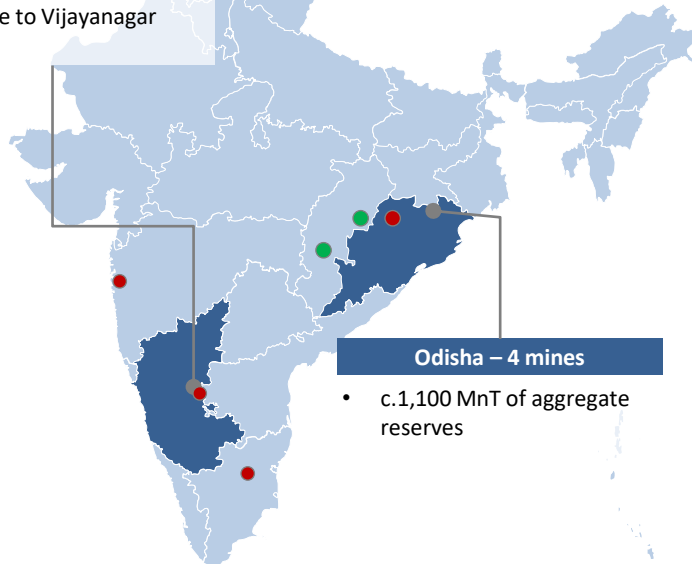 e to Vijayanagar
Odisha – 4 mines
• c.1,100 MnT of aggregate
reserves